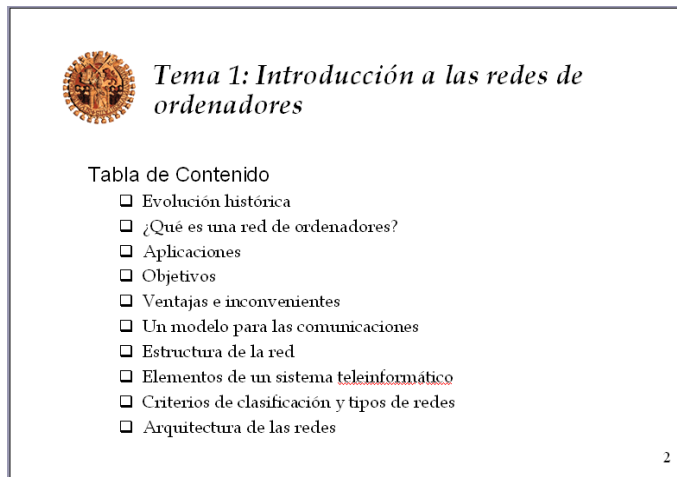 Tema 1: Introducción a las redes de
ordenadores
Tabla de Contenido
Evolución histórica
¿Qué es una red de ordenadores?
Aplicaciones
Objetivos
Ventajas e inconvenientes
Un modelo para las comunicaciones
Estructura de la red
Elementos de un sistema teleinformático
Criterios de clasificación y tipos de redes
Arquitectura de las redes
2